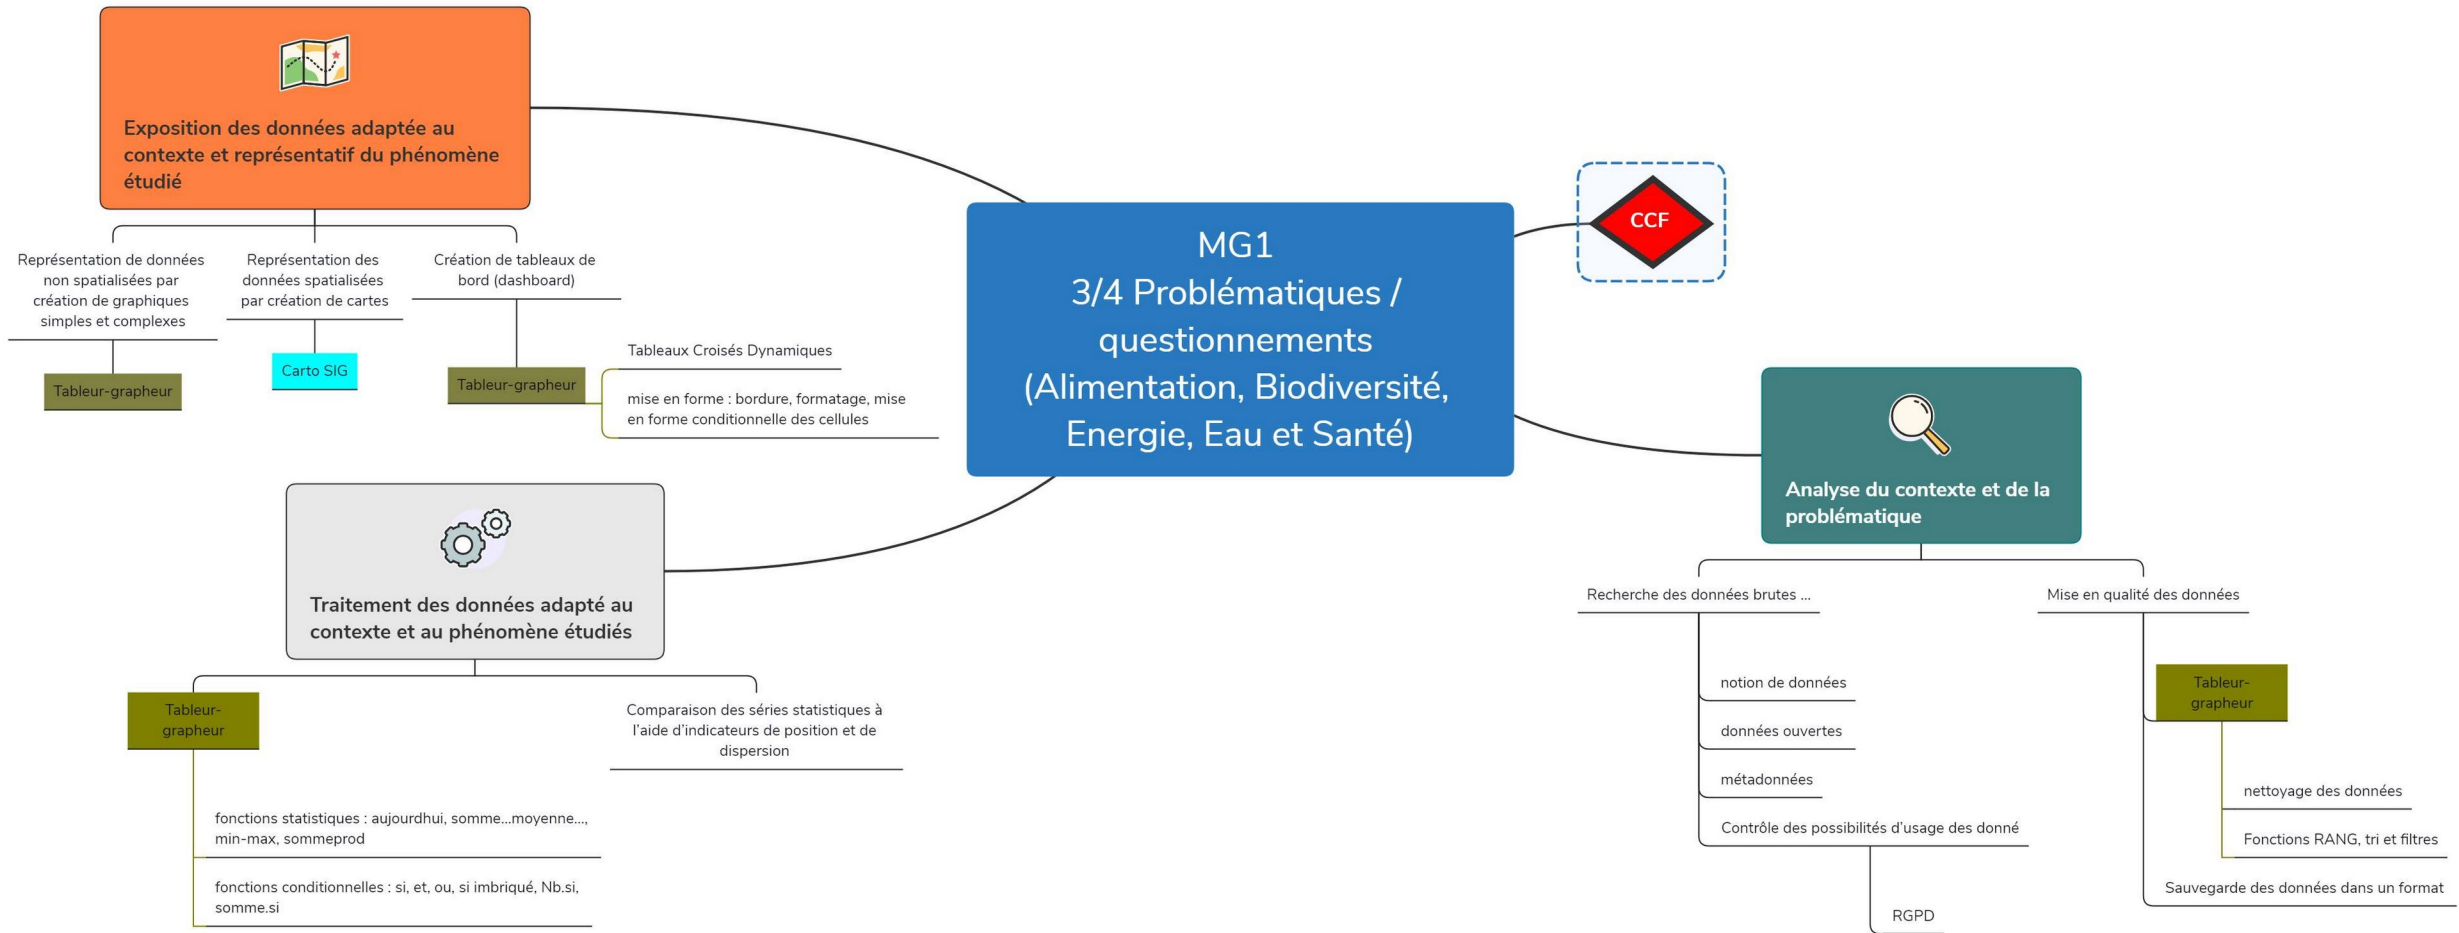 Exposition des données adaptée au
contexte et représentatif du phénomène
étudié
Représentation de données
non spatialisées par
création de graphiques
simples et complexes
Tableur-grapheur
Représentation des
données spatialisées
par création de cartes
Carto SIG
Création de tableaux de
bord (dashboard)
Tableur-grapheur
Tableaux Croisés Dynamiques
mise en forme : bordure, formatage, mise
en forme conditionnelle des cellules
MG1
3/4 Problématiques /
questionnements
(Alimentation, Biodiversité,
Energie, Eau et Santé)
CCF
Traitement des données adapté au
contexte et au phénomène étudiés
Tableur-
grapheur
fonctions statistiques : aujourdhui, somme...moyenne...,
min-max, sommeprod
fonctions conditionnelles : si, et, ou, si imbriqué, Nb.si,
somme.si
Comparaison des séries statistiques à
l'aide d'indicateurs de position et de
dispersion
Analyse du contexte et de la
problématique
Recherche des données brutes ...
notion de données
données ouvertes
métadonnées
Contrôle des possibilités d'usage des donné
RGPD
Mise en qualité des données
Tableur-
grapheur
nettoyage des données
Fonctions RANG, tri et filtres
Sauvegarde des données dans un format